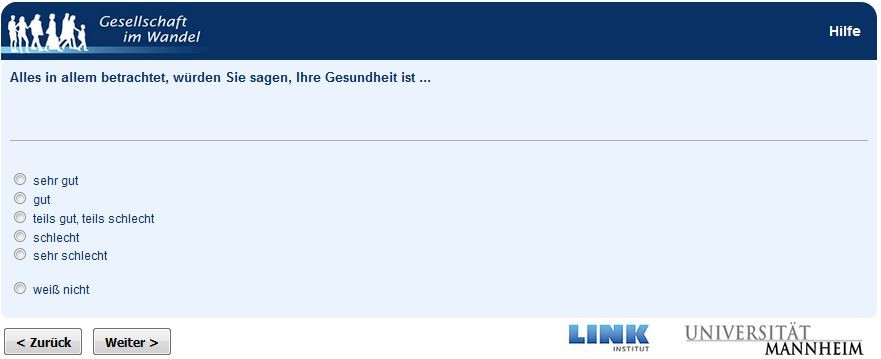 Gesellschaft
im Wandel
Hilfe
Alles in allem betrachtet, würden Sie sagen, Ihre Gesundheit ist ...
sehr gut
gut
teils gut, teils schlecht
schlecht
sehr schlecht
weiß nicht
< Zurück
Weiter >
LINK
INSTITUT
UNIVERSITÄT
MANNHEIM